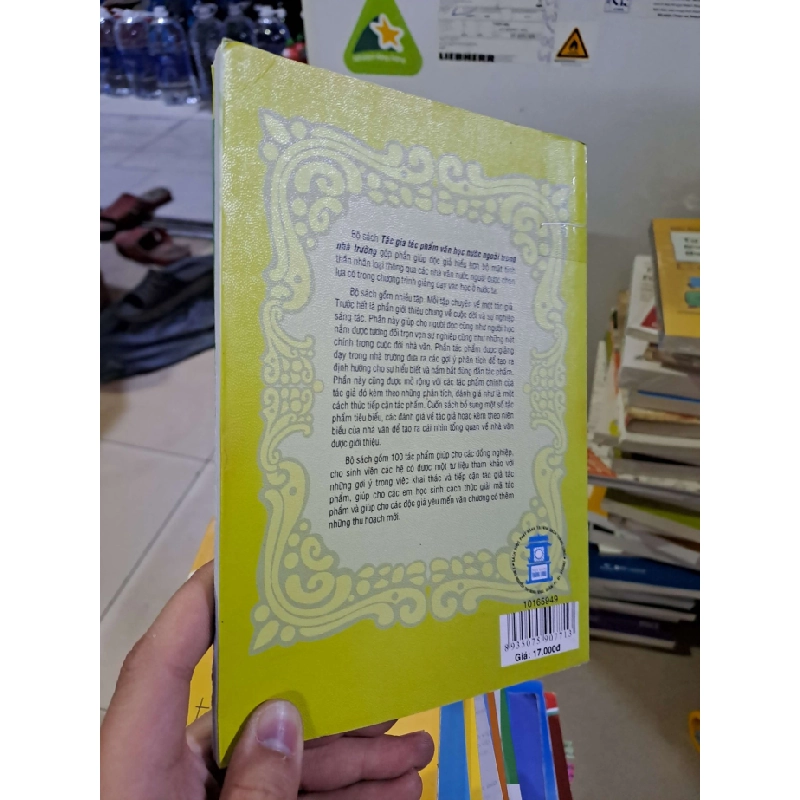 LIEBHERR
Bộ sách Tác gia tác phẩm văn học nước ngoài trong
nhà trường góp phần giúp độc giả hiểu hơn bộ mặt tinh
thần nhân loại thông qua các nhà văn nước ngoài được chọn
lựa có trong chương trình giảng dạy văn học ở nước ta.
Bộ sách gồm nhiều tập. Mỗi tập chuyên về một tác giả.
Trước hết là phần giới thiệu chung về cuộc đời và sự nghiệp
sáng tác. Phần này giúp cho người đọc cũng như người học
nắm được tương đối trọn vẹn sự nghiệp cũng như những nét
chính trong cuộc đời nhà văn. Phần tác phẩm được giảng
dạy trong nhà trường đưa ra các gợi ý phân tích để tạo ra
định hướng cho sự hiểu biết và nắm bắt đúng đắn tác phẩm.
Phần này cũng được mở rộng với các tác phẩm chính của
tác giả đó kèm theo những phân tích, đánh giá như là một
cách thức tiếp cận tác phẩm. Cuốn sách bổ sung một số tác
phẩm tiêu biểu, các đánh giá về tác giả hoặc kèm theo niên
biểu của nhà văn để tạo ra cái nhìn tổng quan về nhà văn
được giới thiệu.
Bộ sách gồm 100 tác phẩm giúp cho các đồng nghiệp,
cho sinh viên các hệ có được một tư liệu tham khảo với
những gợi ý trong việc khai thác và tiếp cận tác giả tác
phẩm, giúp cho các em học sinh cách thức giải mã tác
phẩm và giúp cho các độc giả yêu mến văn chương có thêm
những thu hoạch mới.
10166949
Giá: 17.000đ